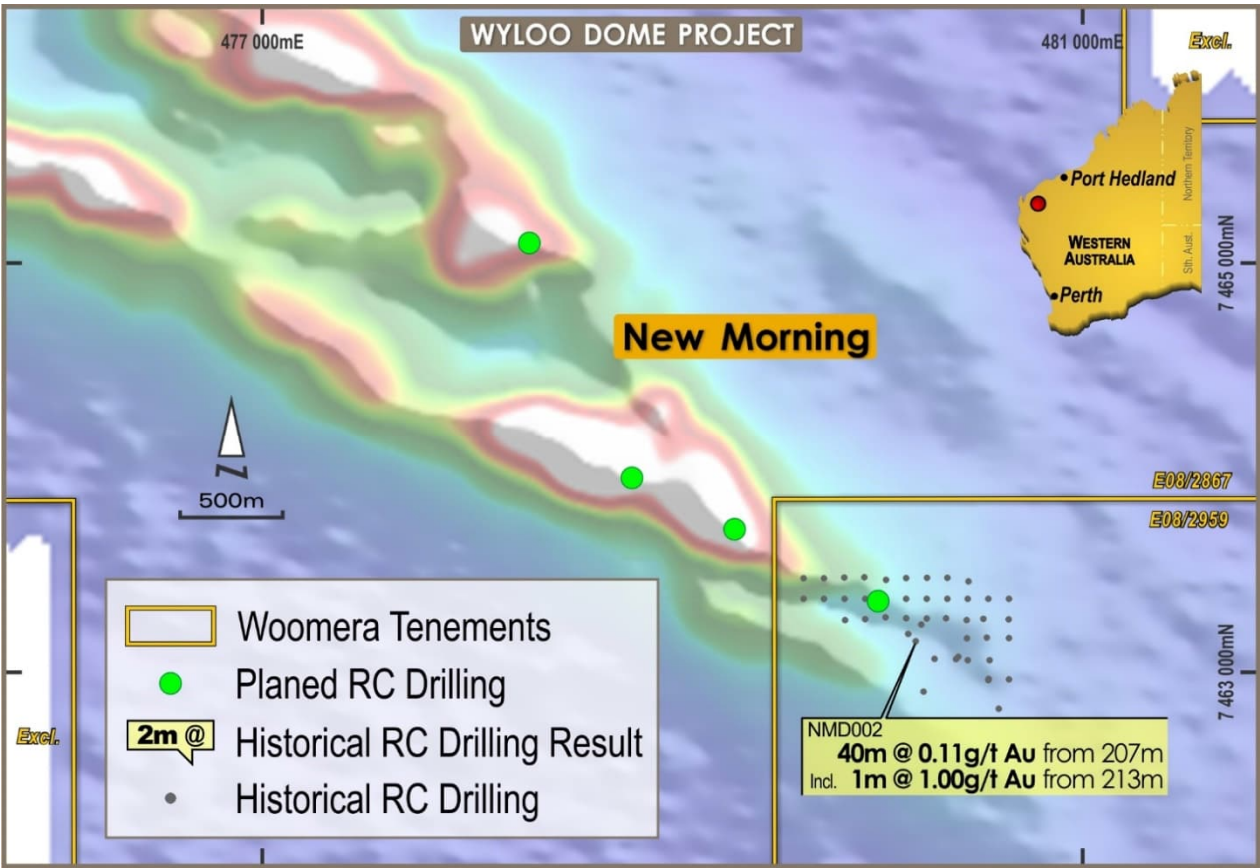 WYLOO DOME PROJECT
477 000mE
481 000mE
Excl.
Northern Territory
Port Hedland
WESTERN
AUSTRALIA
Sth. Aust.
Perth
7 465 000mN
New Morning
N
500m
E08/2867
E08/2959
7 463 000mN
Excl.
Woomera Tenements
Planed RC Drilling
2m @
Historical RC Drilling Result
Historical RC Drilling
NMD002
40m @ 0.11g/t Au from 207m
Incl. 1m @ 1.00g/t Au from 213m